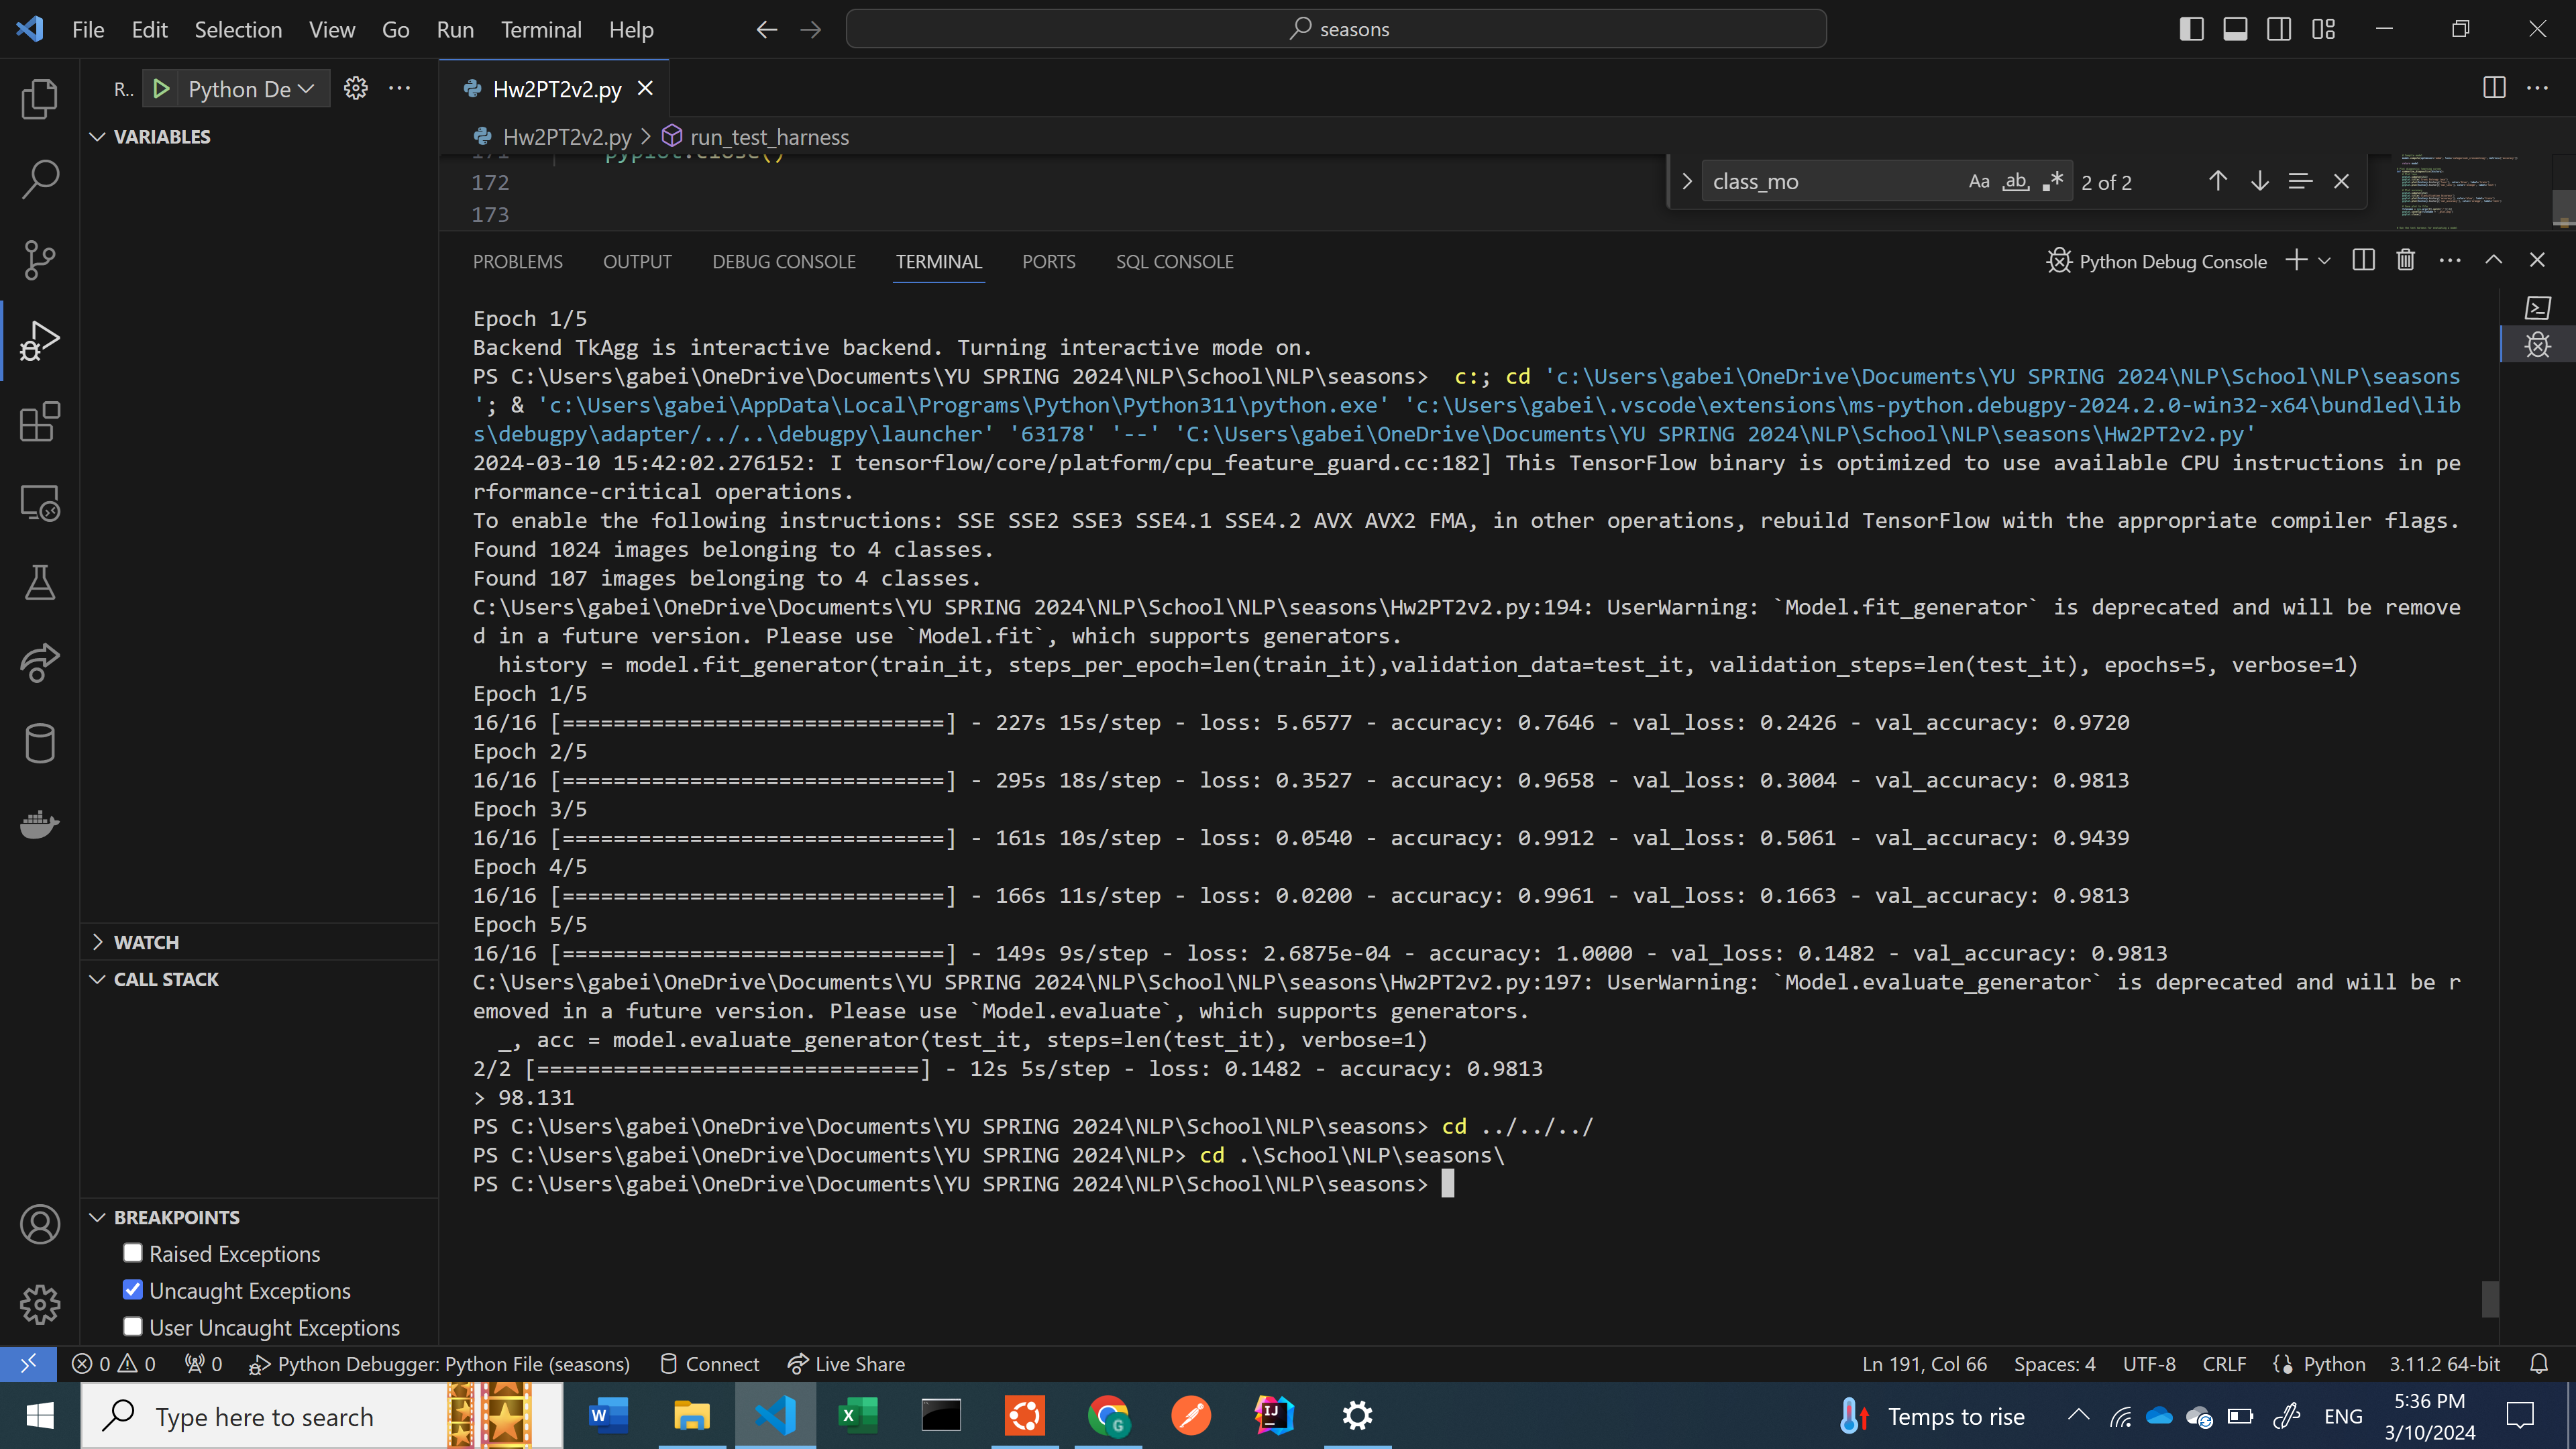 File Edit Selection View Go Run Terminal Help
seasons
R.. Python De
Hw2PT2v2.py
VARIABLES
Hw2PT2v2.py > run_test_harness
171 pyplot.close()
172
173
class_mo Aa ab 2 of 2
PROBLEMS OUTPUT DEBUG CONSOLE TERMINAL PORTS SQL CONSOLE
Python Debug Console
Epoch 1/5
Backend TkAgg is interactive backend. Turning interactive mode on.
PS C:\Users\gabei\OneDrive\Documents\YU SPRING 2024\NLP\School\NLP\seasons>  c:; cd 'c:\Users\gabei\OneDrive\Documents\YU SPRING 2024\NLP\School\NLP\seasons
'; & 'c:\Users\gabei\AppData\Local\Programs\Python\Python311\python.exe' 'c:\Users\gabei\.vscode\extensions\ms-python.debugpy-2024.2.0-win32-x64\bundled\lib
s\debugpy\adapter/../..\debugpy\launcher' '63178' '--' 'C:\Users\gabei\OneDrive\Documents\YU SPRING 2024\NLP\School\NLP\seasons\Hw2PT2v2.py'
2024-03-10 15:42:02.276152: I tensorflow/core/platform/cpu_feature_guard.cc:182] This TensorFlow binary is optimized to use available CPU instructions in pe
rformance-critical operations.
To enable the following instructions: SSE SSE2 SSE3 SSE4.1 SSE4.2 AVX AVX2 FMA, in other operations, rebuild TensorFlow with the appropriate compiler flags.
Found 1024 images belonging to 4 classes.
Found 107 images belonging to 4 classes.
C:\Users\gabei\OneDrive\Documents\YU SPRING 2024\NLP\School\NLP\seasons\Hw2PT2v2.py:194: UserWarning: `Model.fit_generator` is deprecated and will be remove
d in a future version. Please use `Model.fit`, which supports generators.
  history = model.fit_generator(train_it, steps_per_epoch=len(train_it),validation_data=test_it, validation_steps=len(test_it), epochs=5, verbose=1)
Epoch 1/5
16/16 [==============================] - 227s 15s/step - loss: 5.6577 - accuracy: 0.7646 - val_loss: 0.2426 - val_accuracy: 0.9720
Epoch 2/5
16/16 [==============================] - 295s 18s/step - loss: 0.3527 - accuracy: 0.9658 - val_loss: 0.3004 - val_accuracy: 0.9813
Epoch 3/5
16/16 [==============================] - 161s 10s/step - loss: 0.0540 - accuracy: 0.9912 - val_loss: 0.5061 - val_accuracy: 0.9439
Epoch 4/5
16/16 [==============================] - 166s 11s/step - loss: 0.0200 - accuracy: 0.9961 - val_loss: 0.1663 - val_accuracy: 0.9813
Epoch 5/5
16/16 [==============================] - 149s 9s/step - loss: 2.6875e-04 - accuracy: 1.0000 - val_loss: 0.1482 - val_accuracy: 0.9813
C:\Users\gabei\OneDrive\Documents\YU SPRING 2024\NLP\School\NLP\seasons\Hw2PT2v2.py:197: UserWarning: `Model.evaluate_generator` is deprecated and will be r
emoved in a future version. Please use `Model.evaluate`, which supports generators.
  _, acc = model.evaluate_generator(test_it, steps=len(test_it), verbose=1)
2/2 [==============================] - 12s 5s/step - loss: 0.1482 - accuracy: 0.9813
> 98.131
PS C:\Users\gabei\OneDrive\Documents\YU SPRING 2024\NLP\School\NLP\seasons> cd ../../../
PS C:\Users\gabei\OneDrive\Documents\YU SPRING 2024\NLP> cd .\School\NLP\seasons\
PS C:\Users\gabei\OneDrive\Documents\YU SPRING 2024\NLP\School\NLP\seasons>
WATCH
CALL STACK
BREAKPOINTS
Raised Exceptions
Uncaught Exceptions
User Uncaught Exceptions
0 0 0 Python Debugger: Python File (seasons) Connect Live Share
Ln 191, Col 66 Spaces: 4 UTF-8 CRLF Python 3.11.2 64-bit
Type here to search
Temps to rise
ENG
5:36 PM
3/10/2024